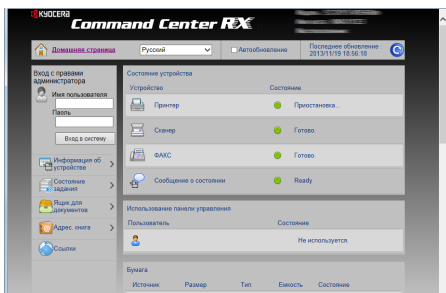 KYOCERA
Command Center RX
Домашняя страница
Русский
Автообновление
Последнее обновление :
2013/11/19 18:56:18
Вход с правами
администратора
Имя пользователя
Пароль
Вход в систему
Информация об
устройстве
Состояние
задания
Ящик для
документов
Адрес. книга
Ссылки
Состояние устройства
Устройство Состояние
Принтер Приостановка...
Сканер Готово.
ФАКС Готово.
Сообщение о состоянии Ready
Использование панели управления
Пользователь Состояние
Не используется.
Бумага
Источник Размер Тип Емкость Состояние